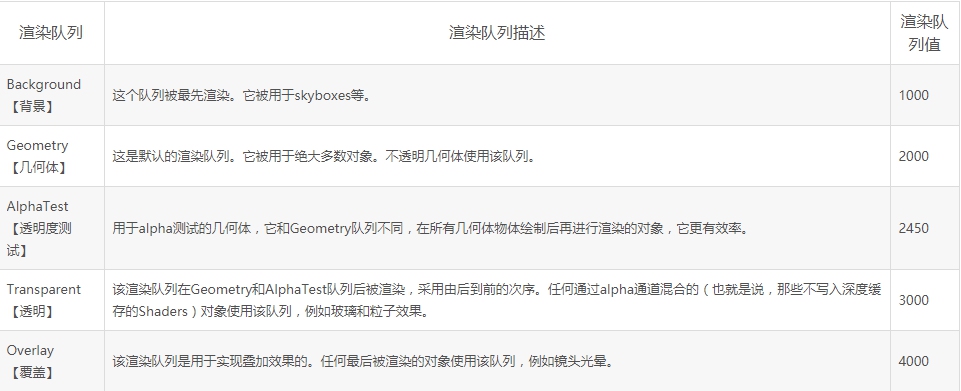 渲染队列
渲染队列描述
渲染队
列值
Background
【背景】
这个队列被最先渲染。它被用于skyboxes等。
1000
Geometry
【几何体】
这是默认的渲染队列。它被用于绝大多数对象。不透明几何体使用该队列。
2000
AlphaTest
【透明度测
试】
用于alpha测试的几何体，它和Geometry队列不同，在所有几何体物体绘制后再进行渲染的对象，它更有效率。
2450
Transparent
【透明】
该渲染队列在Geometry和AlphaTest队列后被渲染，采用由后到前的次序。任何通过alpha通道混合的（也就是说，那些不写入深度缓
存的Shaders）对象使用该队列，例如玻璃和粒子效果。
3000
Overlay
【覆盖】
该渲染队列是用于实现叠加效果的。任何最后被渲染的对象使用该队列，例如镜头光晕。
4000